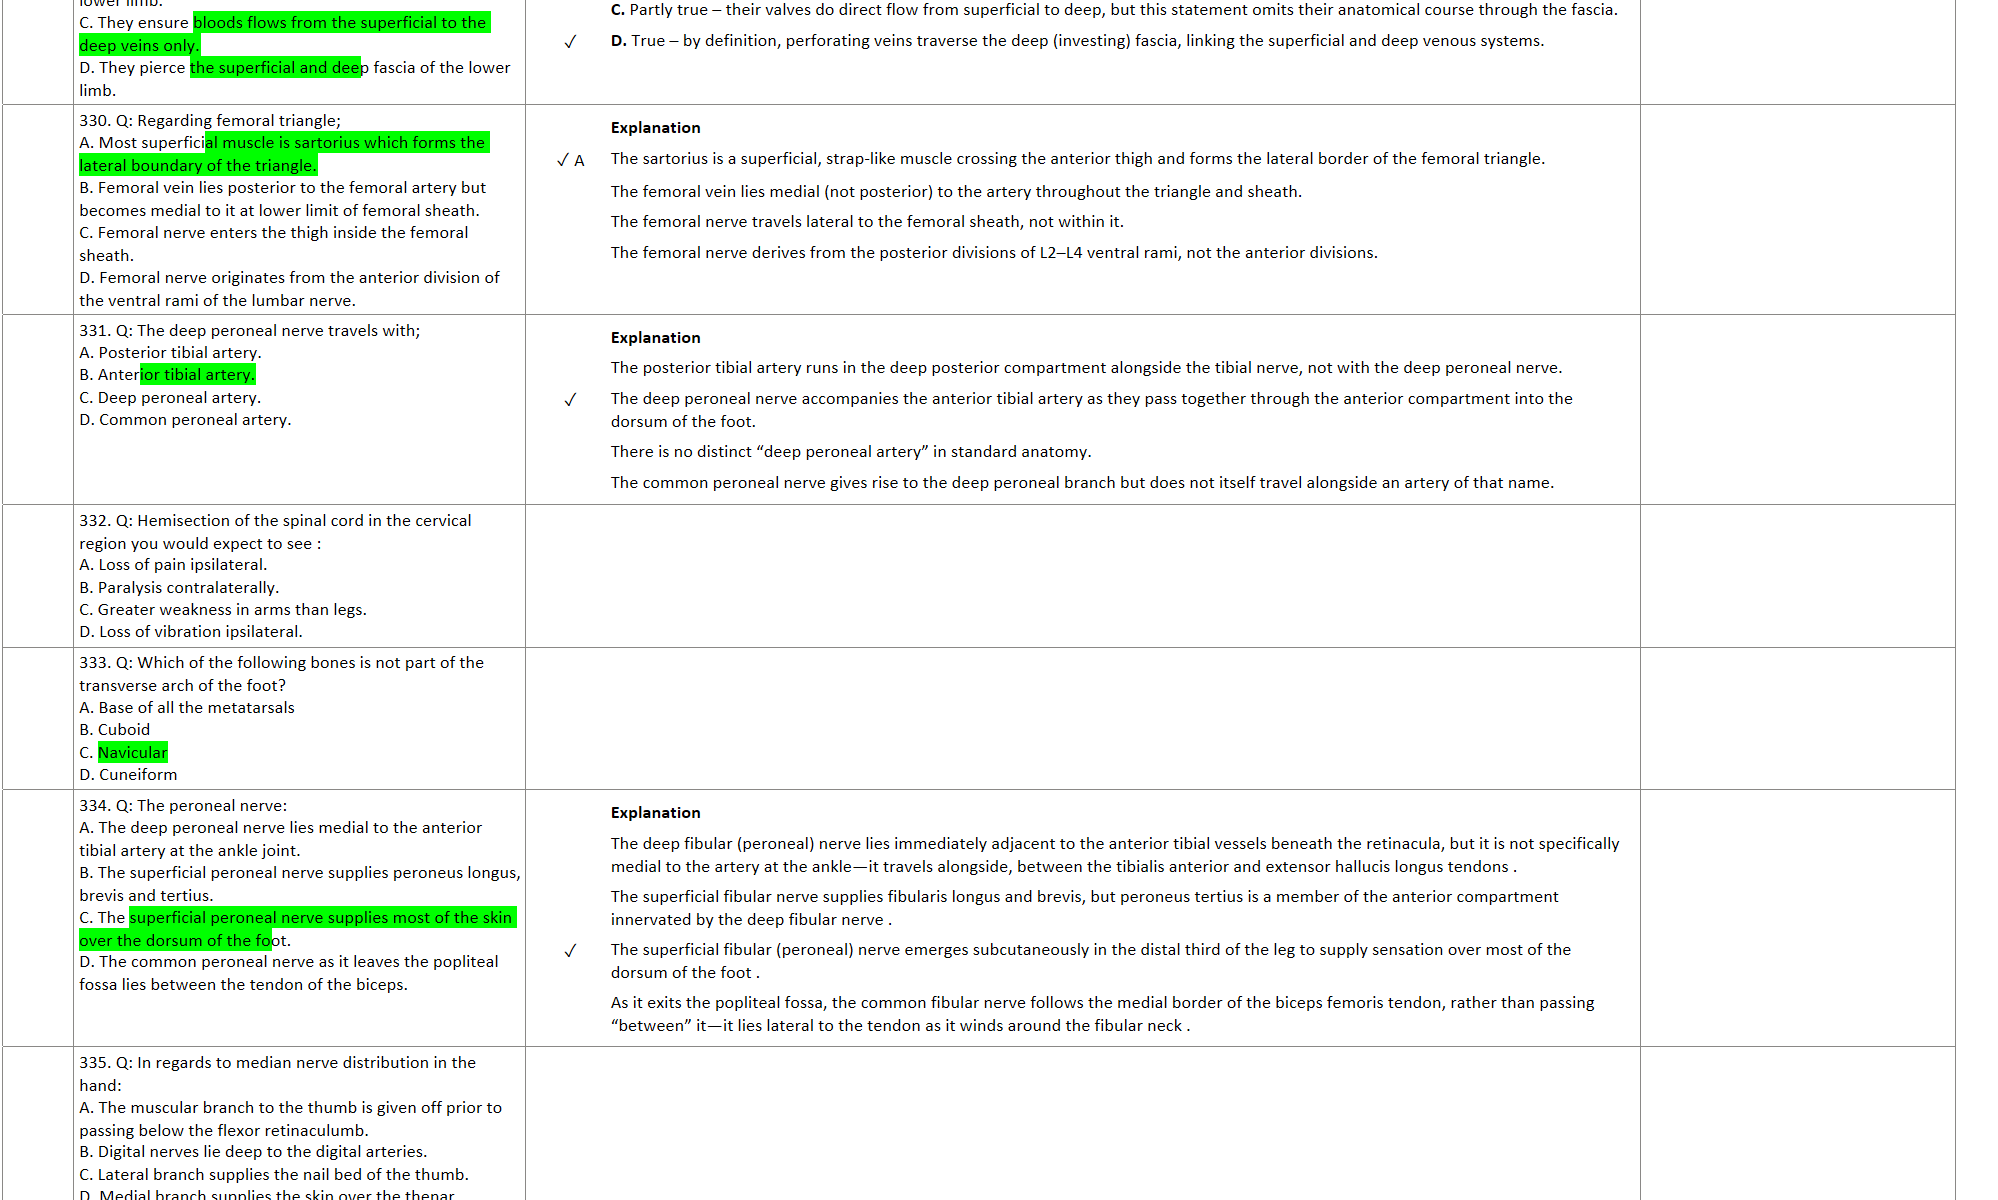 C. They ensure bloods flows from the superficial to the
deep veins only.
D. They pierce the superficial and deep fascia of the lower
limb.
C. Partly true – their valves do direct flow from superficial to deep, but this statement omits their anatomical course through the fascia.
✓ D. True – by definition, perforating veins traverse the deep (investing) fascia, linking the superficial and deep venous systems.
330. Q: Regarding femoral triangle;
A. Most superficial muscle is sartorius which forms the
lateral boundary of the triangle.
B. Femoral vein lies posterior to the femoral artery but
becomes medial to it at lower limit of femoral sheath.
C. Femoral nerve enters the thigh inside the femoral
sheath.
D. Femoral nerve originates from the anterior division of
the ventral rami of the lumbar nerve.
Explanation
✓ A The sartorius is a superficial, strap-like muscle crossing the anterior thigh and forms the lateral border of the femoral triangle.
The femoral vein lies medial (not posterior) to the artery throughout the triangle and sheath.
The femoral nerve travels lateral to the femoral sheath, not within it.
The femoral nerve derives from the posterior divisions of L2–L4 ventral rami, not the anterior divisions.
331. Q: The deep peroneal nerve travels with;
A. Posterior tibial artery.
B. Anterior tibial artery.
C. Deep peroneal artery.
D. Common peroneal artery.
Explanation
The posterior tibial artery runs in the deep posterior compartment alongside the tibial nerve, not with the deep peroneal nerve.
✓ The deep peroneal nerve accompanies the anterior tibial artery as they pass together through the anterior compartment into the
dorsum of the foot.
There is no distinct “deep peroneal artery” in standard anatomy.
The common peroneal nerve gives rise to the deep peroneal branch but does not itself travel alongside an artery of that name.
332. Q: Hemisection of the spinal cord in the cervical
region you would expect to see :
A. Loss of pain ipsilateral.
B. Paralysis contralaterally.
C. Greater weakness in arms than legs.
D. Loss of vibration ipsilateral.
333. Q: Which of the following bones is not part of the
transverse arch of the foot?
A. Base of all the metatarsals
B. Cuboid
C. Navicular
D. Cuneiform
334. Q: The peroneal nerve:
A. The deep peroneal nerve lies medial to the anterior
tibial artery at the ankle joint.
B. The superficial peroneal nerve supplies peroneus longus,
brevis and tertius.
C. The superficial peroneal nerve supplies most of the skin
over the dorsum of the foot.
D. The common peroneal nerve as it leaves the popliteal
fossa lies between the tendon of the biceps.
Explanation
The deep fibular (peroneal) nerve lies immediately adjacent to the anterior tibial vessels beneath the retinacula, but it is not specifically
medial to the artery at the ankle—it travels alongside, between the tibialis anterior and extensor hallucis longus tendons .
The superficial fibular nerve supplies fibularis longus and brevis, but peroneus tertius is a member of the anterior compartment
innervated by the deep fibular nerve .
✓ The superficial fibular (peroneal) nerve emerges subcutaneously in the distal third of the leg to supply sensation over most of the
dorsum of the foot .
As it exits the popliteal fossa, the common fibular nerve follows the medial border of the biceps femoris tendon, rather than passing
“between” it—it lies lateral to the tendon as it winds around the fibular neck .
335. Q: In regards to median nerve distribution in the
hand:
A. The muscular branch to the thumb is given off prior to
passing below the flexor retinaculumb.
B. Digital nerves lie deep to the digital arteries.
C. Lateral branch supplies the nail bed of the thumb.
D. Medial branch supplies the skin over the thenar